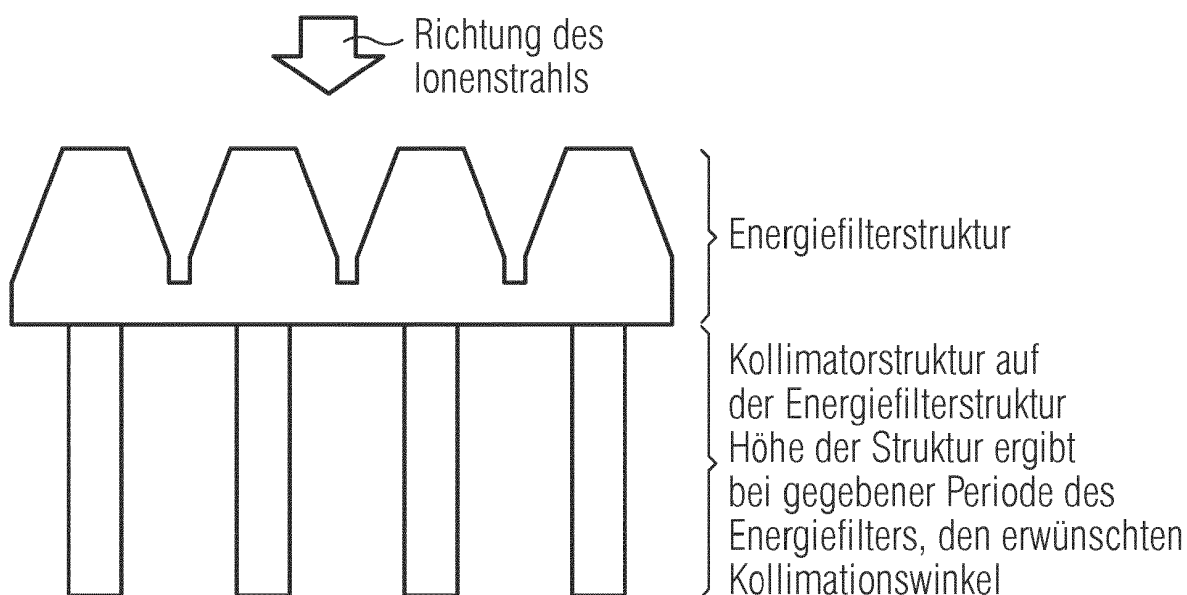 Richtung des
Ionenstrahls
Energiefilterstruktur
Kollimatorstruktur auf
der Energiefilterstruktur
Höhe der Struktur ergibt
bei gegebener Periode des
Energiefilters, den erwünschten
Kollimationswinkel